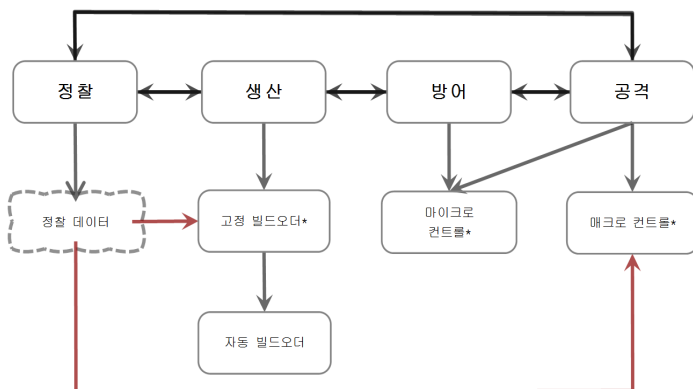 정찰
생산
방어
공격
정찰 데이터
고정 빌드오더*
마이크로
컨트롤*
매크로 컨트롤*
자동 빌드오더